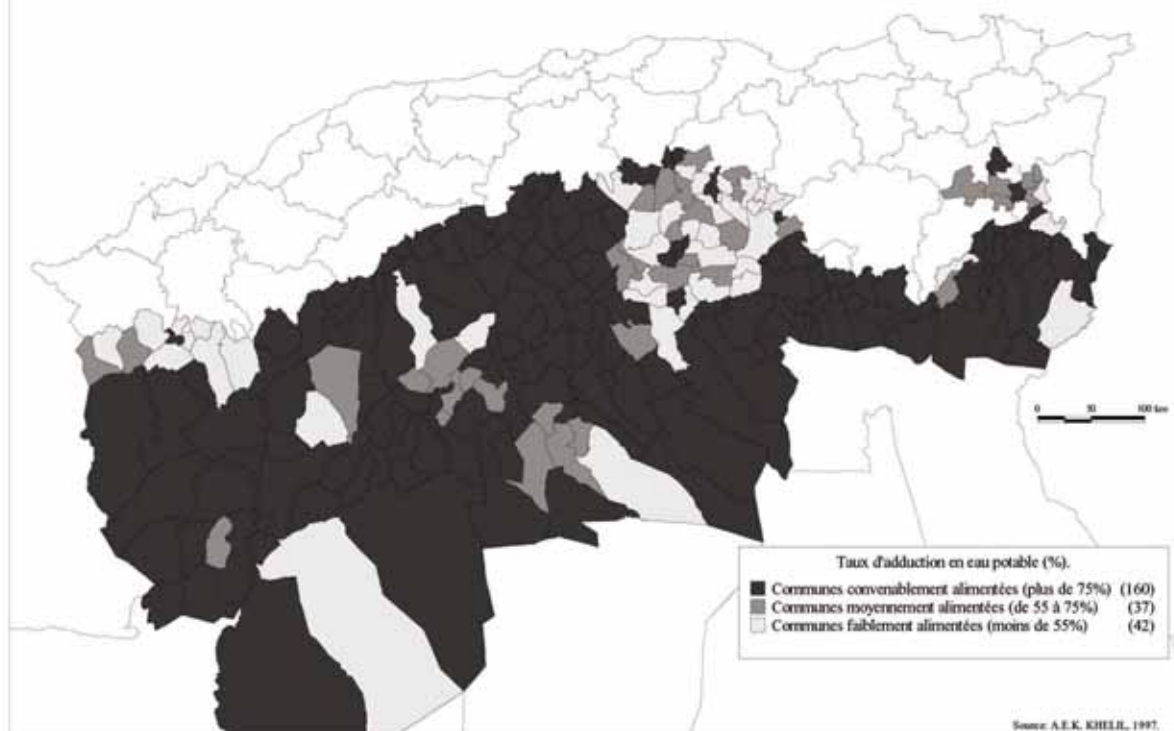 0 50 100 km
Taux d'adduction en eau potable (%).
Communes convenablement alimentées (plus de 75%) (160)
Communes moyennement alimentées (de 55 à 75%) (37)
Communes faiblement alimentées (moins de 55%) (42)
Source: A.E.K. KHELIL, 1997.